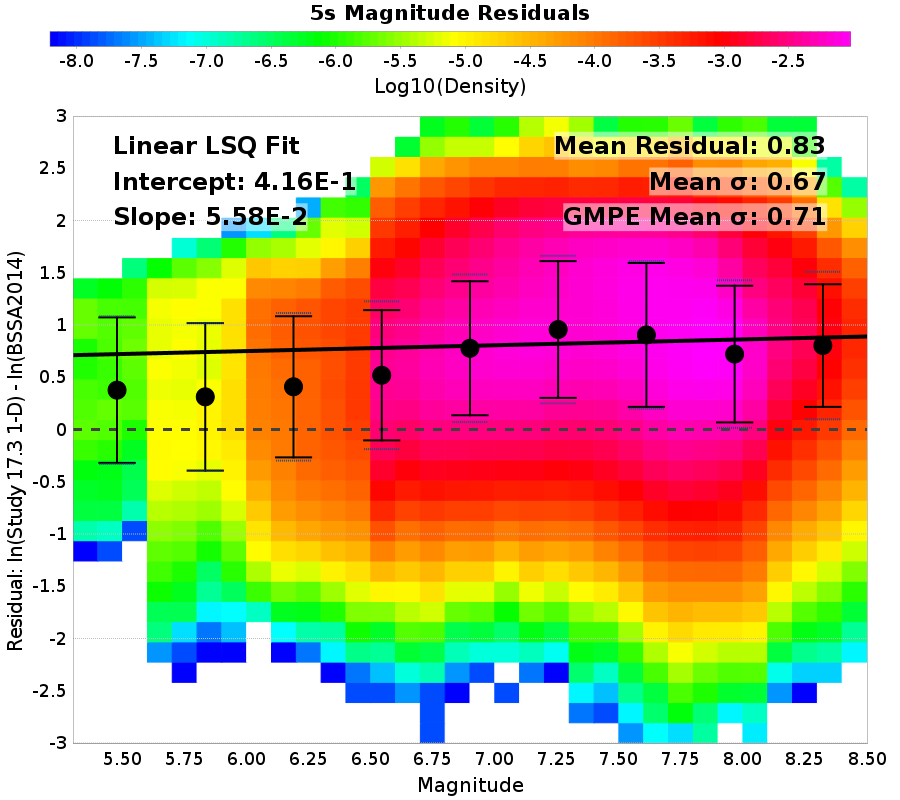 5s Magnitude Residuals
-8.0 -7.5 -7.0 -6.5 -6.0 -5.5 -5.0 -4.5 -4.0 -3.5 -3.0 -2.5
Log10(Density)
Linear LSQ Fit
Intercept: 4.16E-1
Slope: 5.58E-2
Mean Residual: 0.83
Mean σ: 0.67
GMPE Mean σ: 0.71
Residual: ln(Study 17.3 1-D) - ln(BSSA2014)
3
2.5
2
1.5
1
0.5
0
-0.5
-1
-1.5
-2
-2.5
-3
5.50 5.75 6.00 6.25 6.50 6.75 7.00 7.25 7.50 7.75 8.00 8.25 8.50
Magnitude